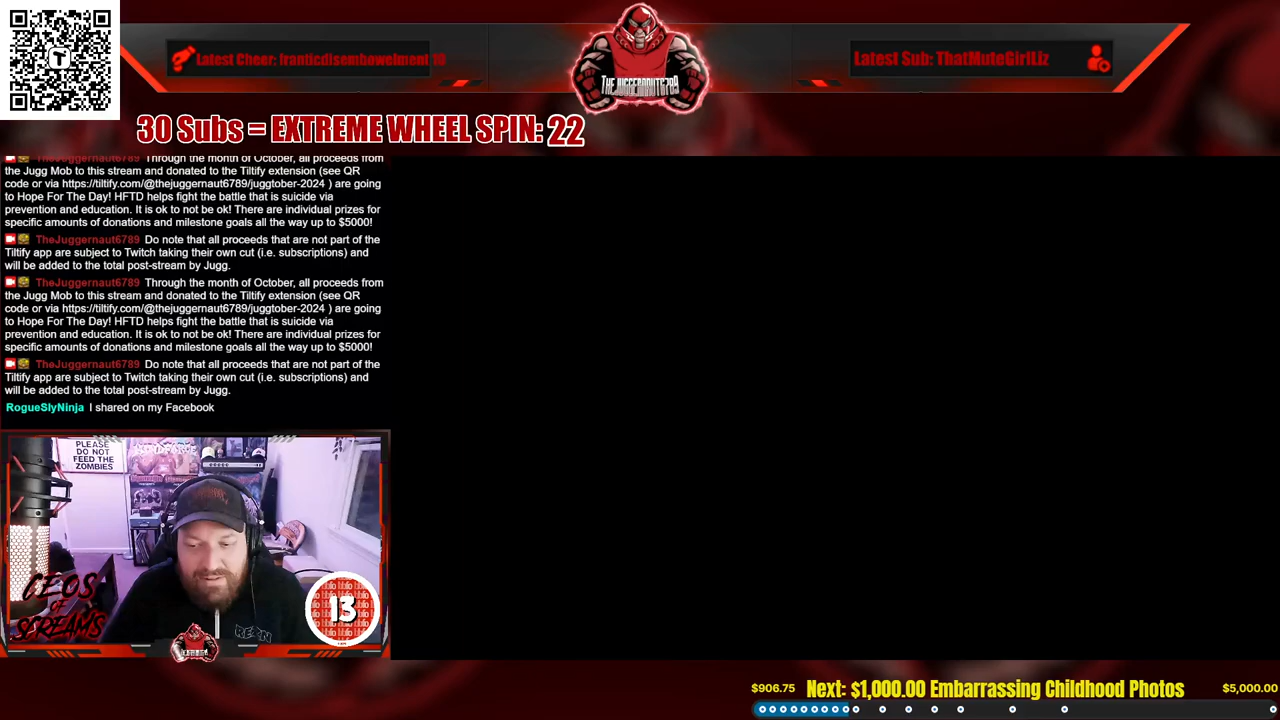 Latest Cheer: franticdisembowelment 10
THEJUGGERNAUT6789
Latest Sub: ThatMuteGirlLiz
30 Subs = EXTREME WHEEL SPIN: 22
TheJuggernaut6789 Through the month of October, all proceeds from
the Jugg Mob to this stream and donated to the Tiltify extension (see QR
code or via https://tiltify.com/@thejuggernaut6789/juggtober-2024 ) are going
to Hope For The Day! HFTD helps fight the battle that is suicide via
prevention and education. It is ok to not be ok! There are individual prizes for
specific amounts of donations and milestone goals all the way up to $5000!
TheJuggernaut6789 Do note that all proceeds that are not part of the
Tiltify app are subject to Twitch taking their own cut (i.e. subscriptions) and
will be added to the total post-stream by Jugg.
TheJuggernaut6789 Through the month of October, all proceeds from
the Jugg Mob to this stream and donated to the Tiltify extension (see QR
code or via https://tiltify.com/@thejuggernaut6789/juggtober-2024 ) are going
to Hope For The Day! HFTD helps fight the battle that is suicide via
prevention and education. It is ok to not be ok! There are individual prizes for
specific amounts of donations and milestone goals all the way up to $5000!
TheJuggernaut6789 Do note that all proceeds that are not part of the
Tiltify app are subject to Twitch taking their own cut (i.e. subscriptions) and
will be added to the total post-stream by Jugg.
RogueSlyNinja I shared on my Facebook
PLEASE
DO NOT
FEED THE
ZOMBIES
CEOS
OF
SCREAMS
13
$906.75 Next: $1,000.00 Embarrassing Childhood Photos $5,000.00